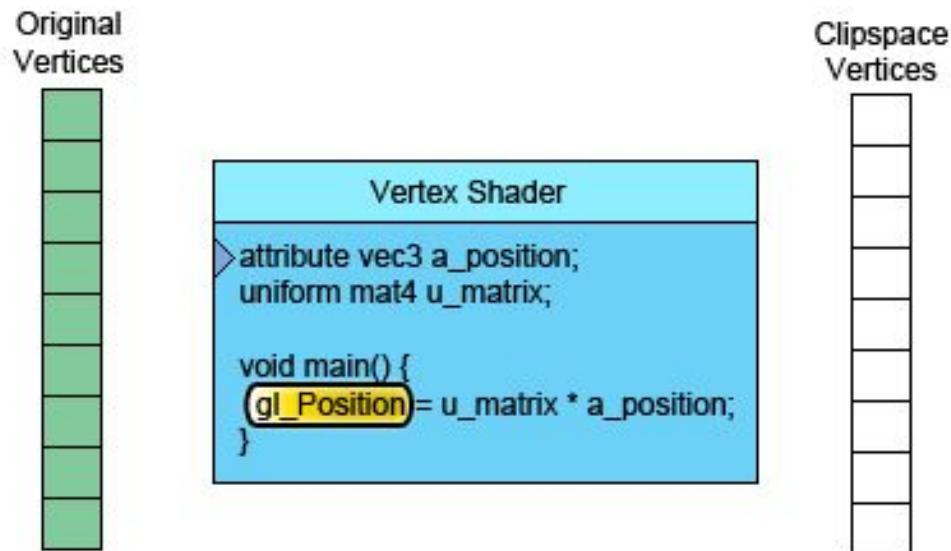 Original
Vertices
Clipspace
Vertices
Vertex Shader
attribute vec3 a_position;
uniform mat4 u_matrix;
void main() {
gl_Position = u_matrix * a_position;
}